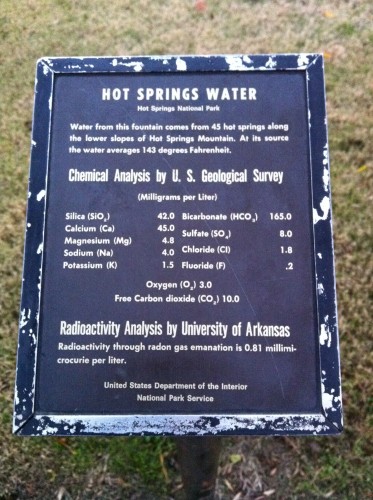 HOT SPRINGS WATER
Hot Springs National Park
Water from this fountain comes from 45 hot springs along
the lower slopes of Hot Springs Mountain. At its source
the water averages 143 degrees Fahrenheit.
Chemical Analysis by U. S. Geological Survey
(Milligrams per Liter)
Silica (SiO₂) 42.0 Bicarbonate (HCO₃) 165.0
Calcium (Ca) 45.0 Sulfate (SO₄) 8.0
Magnesium (Mg) 4.8 Chloride (Cl) 1.8
Sodium (Na) 4.0 Fluoride (F) .2
Potassium (K) 1.5
Oxygen (O₂) 3.0
Free Carbon dioxide (CO₂) 10.0
Radioactivity Analysis by University of Arkansas
Radioactivity through radon gas emanation is 0.81 millimi-
crocurie per liter.
United States Department of the Interior
National Park Service